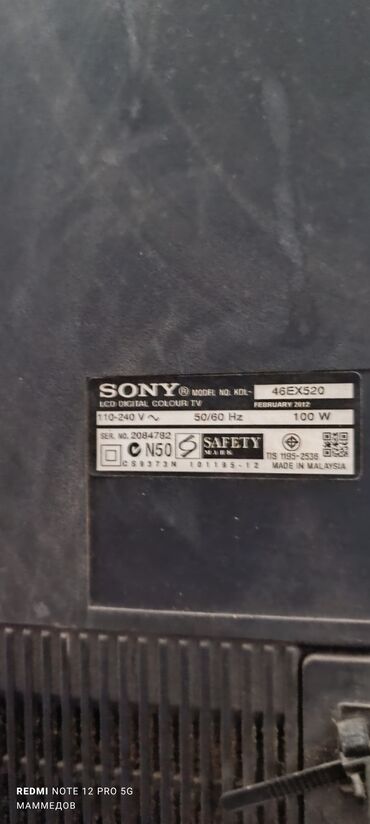 SONY® MODEL NO. KDL- 46EX520
LCD DIGITAL COLOUR TV FEBRUARY 2012
110-240 V ~ 50/60 Hz 100 W
SER. NO. 2084782
N50 SAFETY MARK TIS 1195-2536
CS9373N 101195-12 MADE IN MALAYSIA
REDMI NOTE 12 PRO 5G
МАММЕДОВ